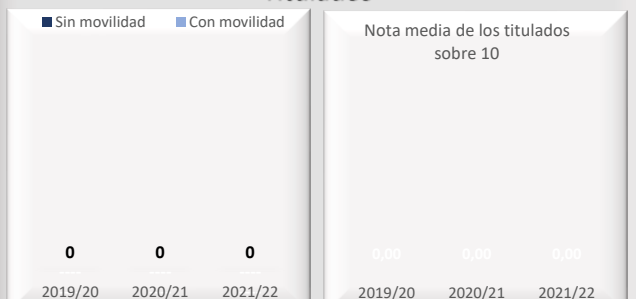 Titulados
Sin movilidad Con movilidad
0 0 0
2019/20 2020/21 2021/22
Nota media de los titulados
sobre 10
0,00 0,00 0,00
2019/20 2020/21 2021/22